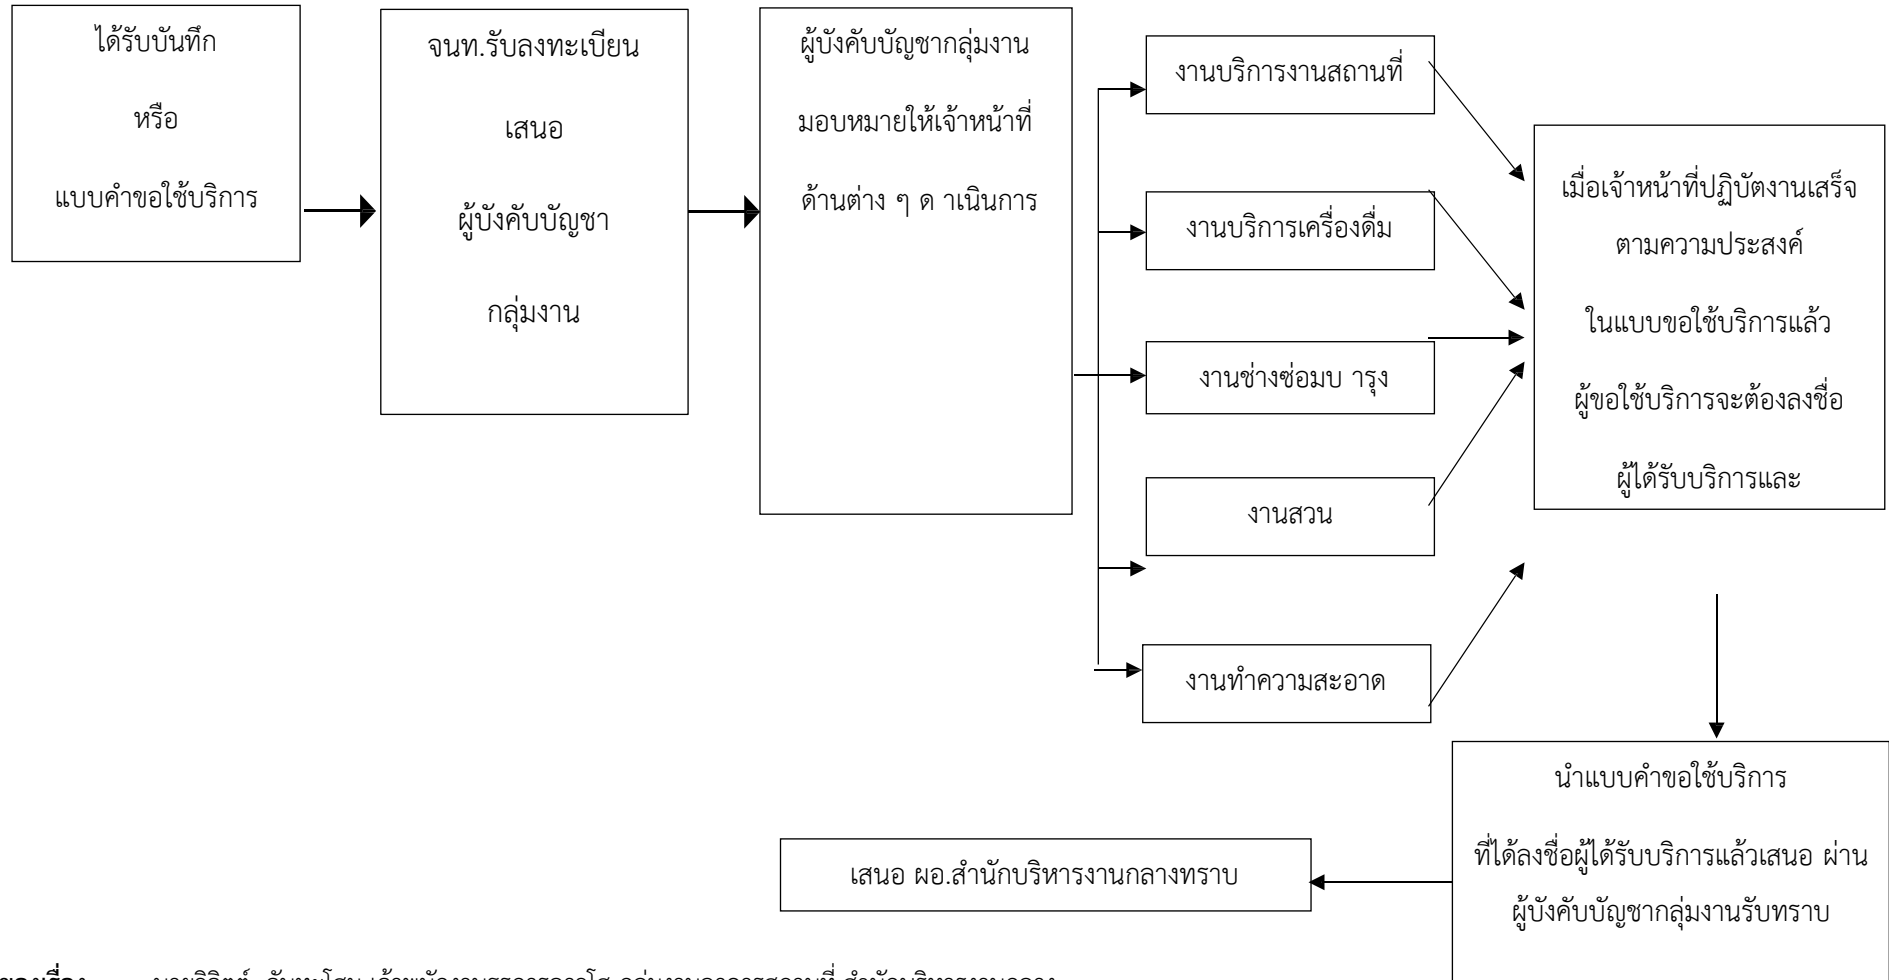 ได้รับบันทึก
หรือ
แบบคำขอใช้บริการ
จนท.รับลงทะเบียน
เสนอ
ผู้บังคับบัญชา
กลุ่มงาน
ผู้บังคับบัญชากลุ่มงาน
มอบหมายให้เจ้าหน้าที่
ด้านต่าง ๆ ด าเนินการ
งานบริการงานสถานที่
งานบริการเครื่องดื่ม
งานช่างซ่อมบ ารุง
งานสวน
งานทำความสะอาด
เมื่อเจ้าหน้าที่ปฏิบัตงานเสร็จ
ตามความประสงค์
ในแบบขอใช้บริการแล้ว
ผู้ขอใช้บริการจะต้องลงชื่อ
ผู้ได้รับบริการและ
นำแบบคำขอใช้บริการ
ที่ได้ลงชื่อผู้ได้รับบริการแล้วเสนอ ผ่าน
ผู้บังคับบัญชากลุ่มงานรับทราบ
เสนอ ผอ.สำนักบริหารงานกลางทราบ